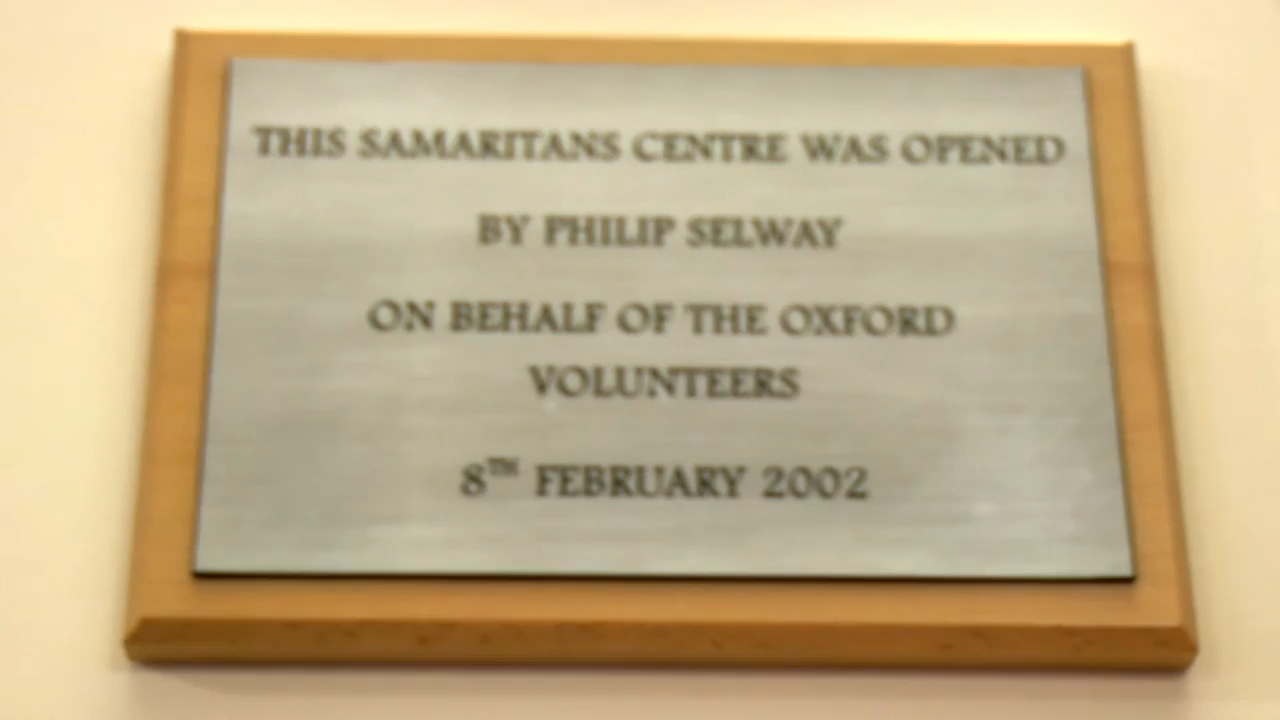 THIS SAMARITANS CENTRE WAS OPENED
BY PHILIP SELWAY
ON BEHALF OF THE OXFORD
VOLUNTEERS
8TH FEBRUARY 2002